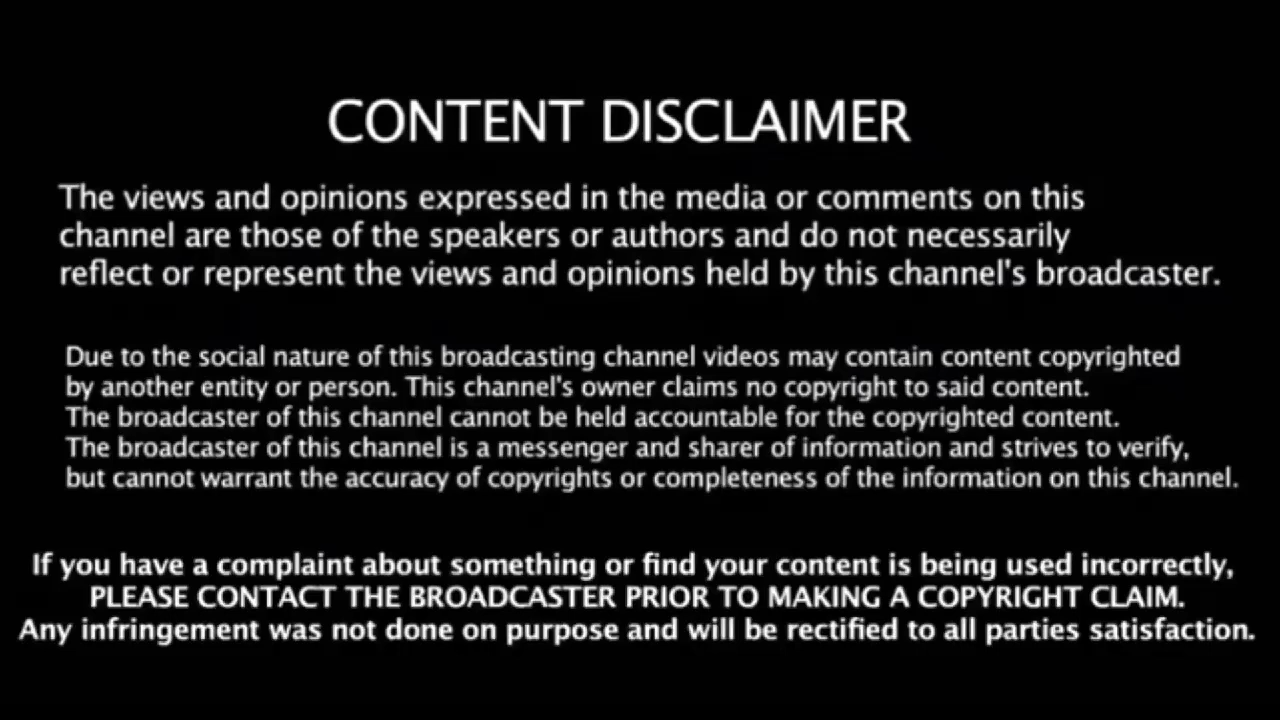 CONTENT DISCLAIMER
The views and opinions expressed in the media or comments on this
channel are those of the speakers or authors and do not necessarily
reflect or represent the views and opinions held by this channel's broadcaster.
Due to the social nature of this broadcasting channel videos may contain content copyrighted
by another entity or person. This channel's owner claims no copyright to said content.
The broadcaster of this channel cannot be held accountable for the copyrighted content.
The broadcaster of this channel is a messenger and sharer of information and strives to verify,
but cannot warrant the accuracy of copyrights or completeness of the information on this channel.
If you have a complaint about something or find your content is being used incorrectly,
PLEASE CONTACT THE BROADCASTER PRIOR TO MAKING A COPYRIGHT CLAIM.
Any infringement was not done on purpose and will be rectified to all parties satisfaction.